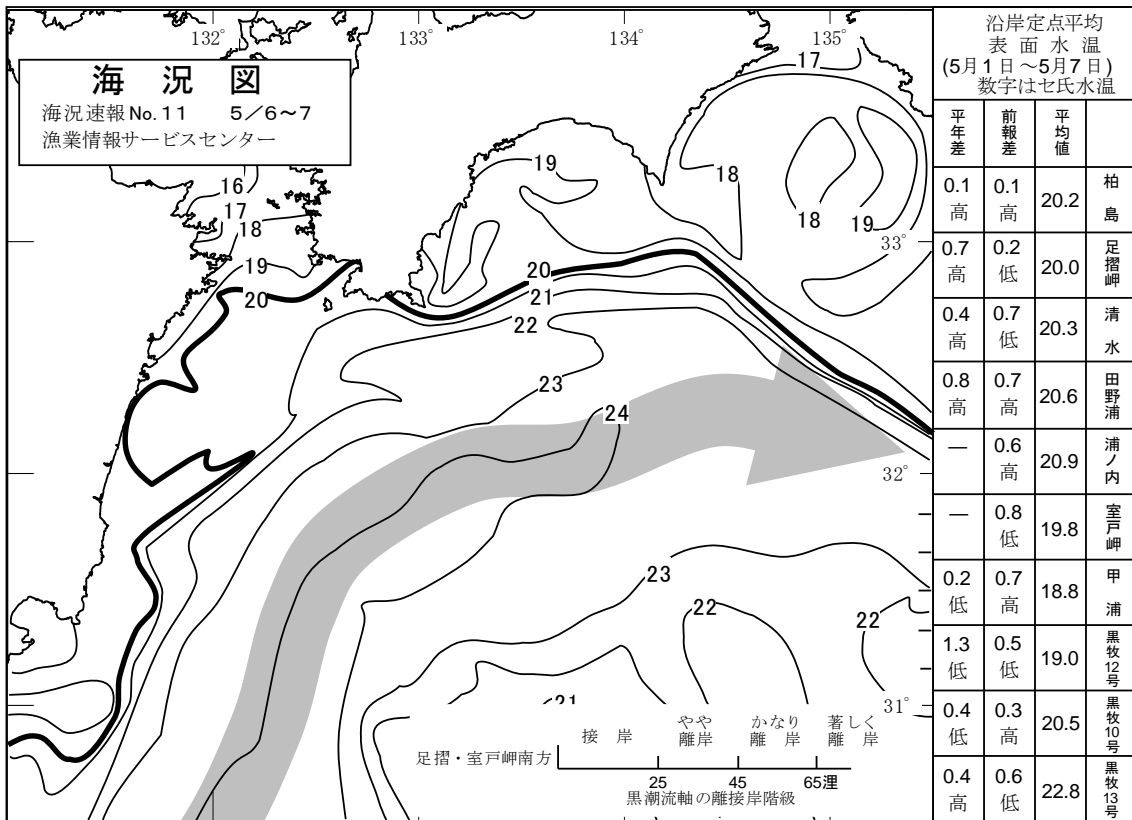 132° 133° 134° 135°
海 況 図
海況速報No.11 5/6~7
漁業情報サービスセンター
17
16
17
18
19
20
19
18
18
19
33°
20
21
22
23
24
32°
23
22
22
21
31°
足摺・室戸岬南方
接 岸
やや
離岸
かなり
離 岸
著しく
離 岸
25 45 65浬
黒潮流軸の離接岸階級
沿岸定点平均
表 面 水 温
(5月1日~5月7日)
数字はセ氏水温
平年差 前報差 平均値
0.1高 0.1高 20.2 柏島
0.7高 0.2低 20.0 足摺岬
0.4高 0.7低 20.3 清水
0.8高 0.7高 20.6 田野浦
— 0.6高 20.9 浦ノ内
— 0.8低 19.8 室戸岬
0.2低 0.7高 18.8 甲浦
1.3低 0.5低 19.0 黒牧12号
0.4低 0.3高 20.5 黒牧10号
0.4高 0.6低 22.8 黒牧13号